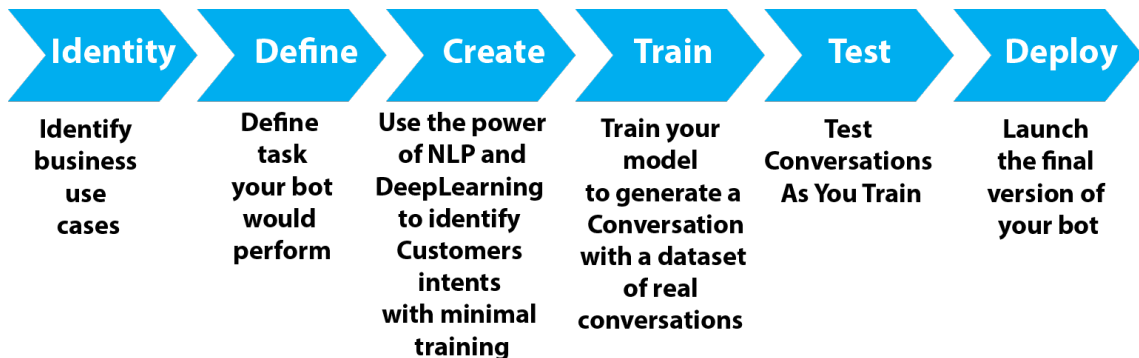 Identity
Define
Create
Train
Test
Deploy
Identify
business
use
cases
Define
task
your bot
would
perform
Use the power
of NLP and
DeepLearning
to identify
Customers
intents
with minimal
training
Train your
model
to generate a
Conversation
with a dataset
of real
conversations
Test
Conversations
As You Train
Launch
the final
version of
your bot